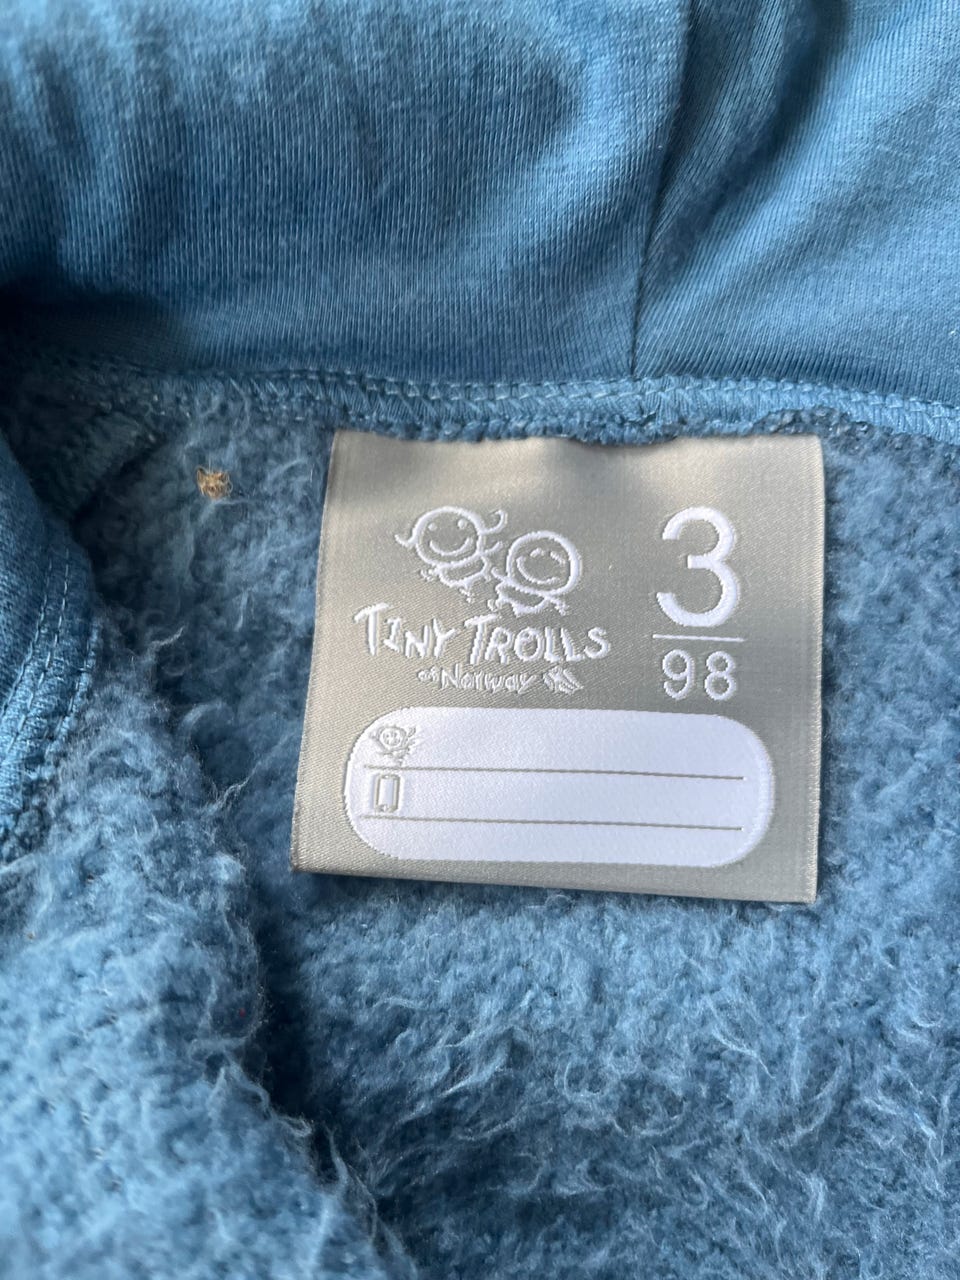 TINY TROLLS
of Norway
3
98